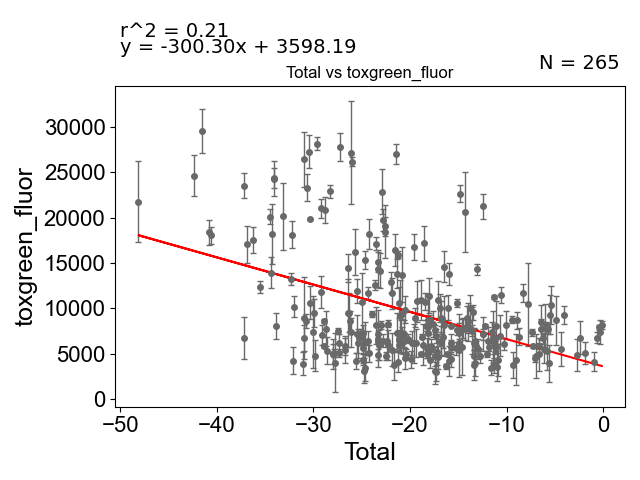 r^2 = 0.21
y = -300.30x + 3598.19
N = 265
Total vs toxgreen_fluor
30000
25000
20000
15000
10000
5000
0
toxgreen_fluor
−50 −40 −30 −20 −10 0
Total